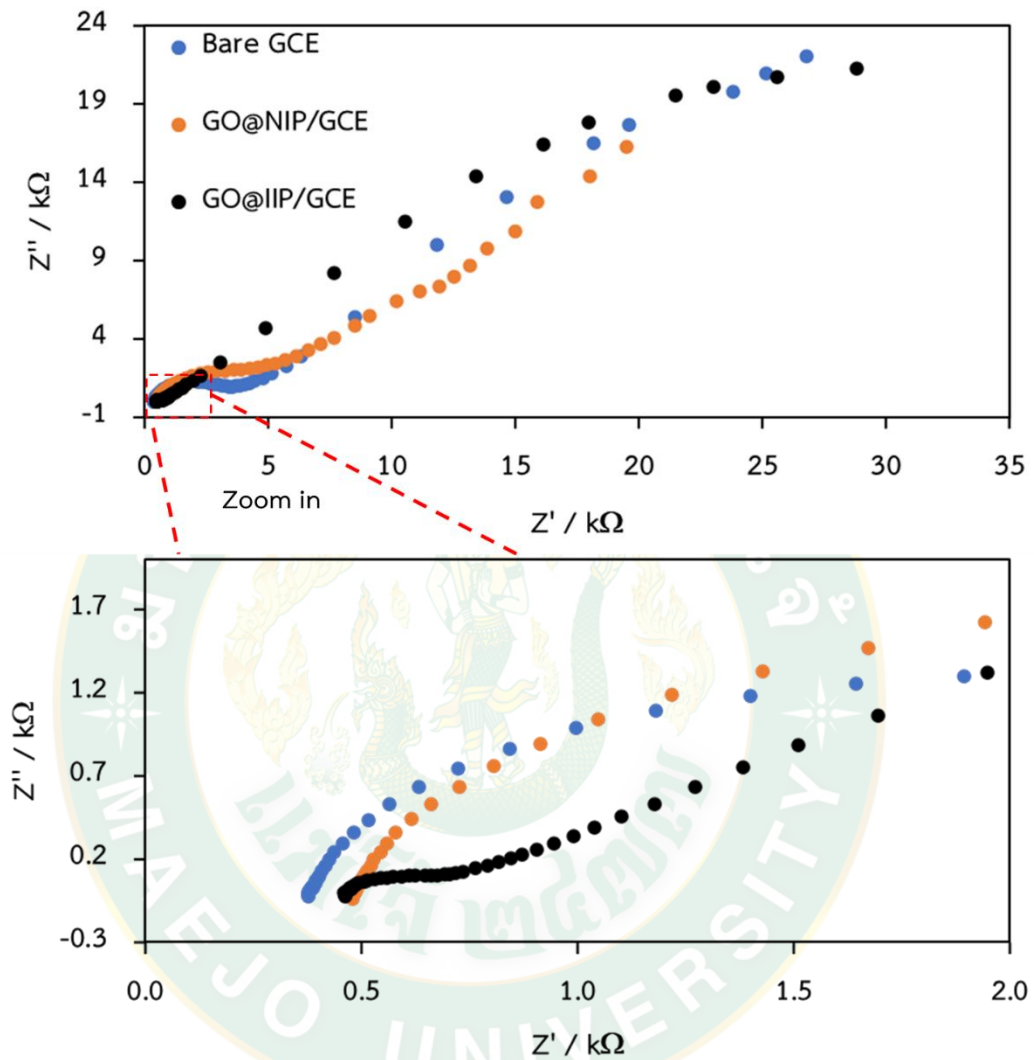 24
19
14
9
4
-1
Z'' / kΩ
Bare GCE
GO@NIP/GCE
GO@IIP/GCE
0 5 10 15 20 25 30 35
Zoom in
Z' / kΩ
1.7
1.2
0.7
0.2
-0.3
Z'' / kΩ
0.0 0.5 1.0 1.5 2.0
Z' / kΩ
MAEJO UNIVERSITY